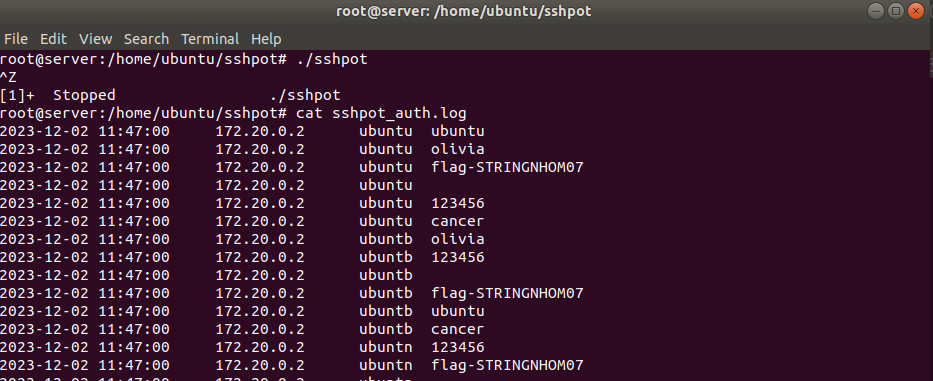 root@server: /home/ubuntu/sshpot
File Edit View Search Terminal Help
root@server:/home/ubuntu/sshpot# ./sshpot
^Z
[1]+  Stopped                 ./sshpot
root@server:/home/ubuntu/sshpot# cat sshpot_auth.log
2023-12-02 11:47:00     172.20.0.2      ubuntu  ubuntu
2023-12-02 11:47:00     172.20.0.2      ubuntu  olivia
2023-12-02 11:47:00     172.20.0.2      ubuntu  flag-STRINGNHOM07
2023-12-02 11:47:00     172.20.0.2      ubuntu
2023-12-02 11:47:00     172.20.0.2      ubuntu  123456
2023-12-02 11:47:00     172.20.0.2      ubuntu  cancer
2023-12-02 11:47:00     172.20.0.2      ubuntb  olivia
2023-12-02 11:47:00     172.20.0.2      ubuntb  123456
2023-12-02 11:47:00     172.20.0.2      ubuntb
2023-12-02 11:47:00     172.20.0.2      ubuntb  flag-STRINGNHOM07
2023-12-02 11:47:00     172.20.0.2      ubuntb  ubuntu
2023-12-02 11:47:00     172.20.0.2      ubuntb  cancer
2023-12-02 11:47:00     172.20.0.2      ubuntn  123456
2023-12-02 11:47:00     172.20.0.2      ubuntn  flag-STRINGNHOM07